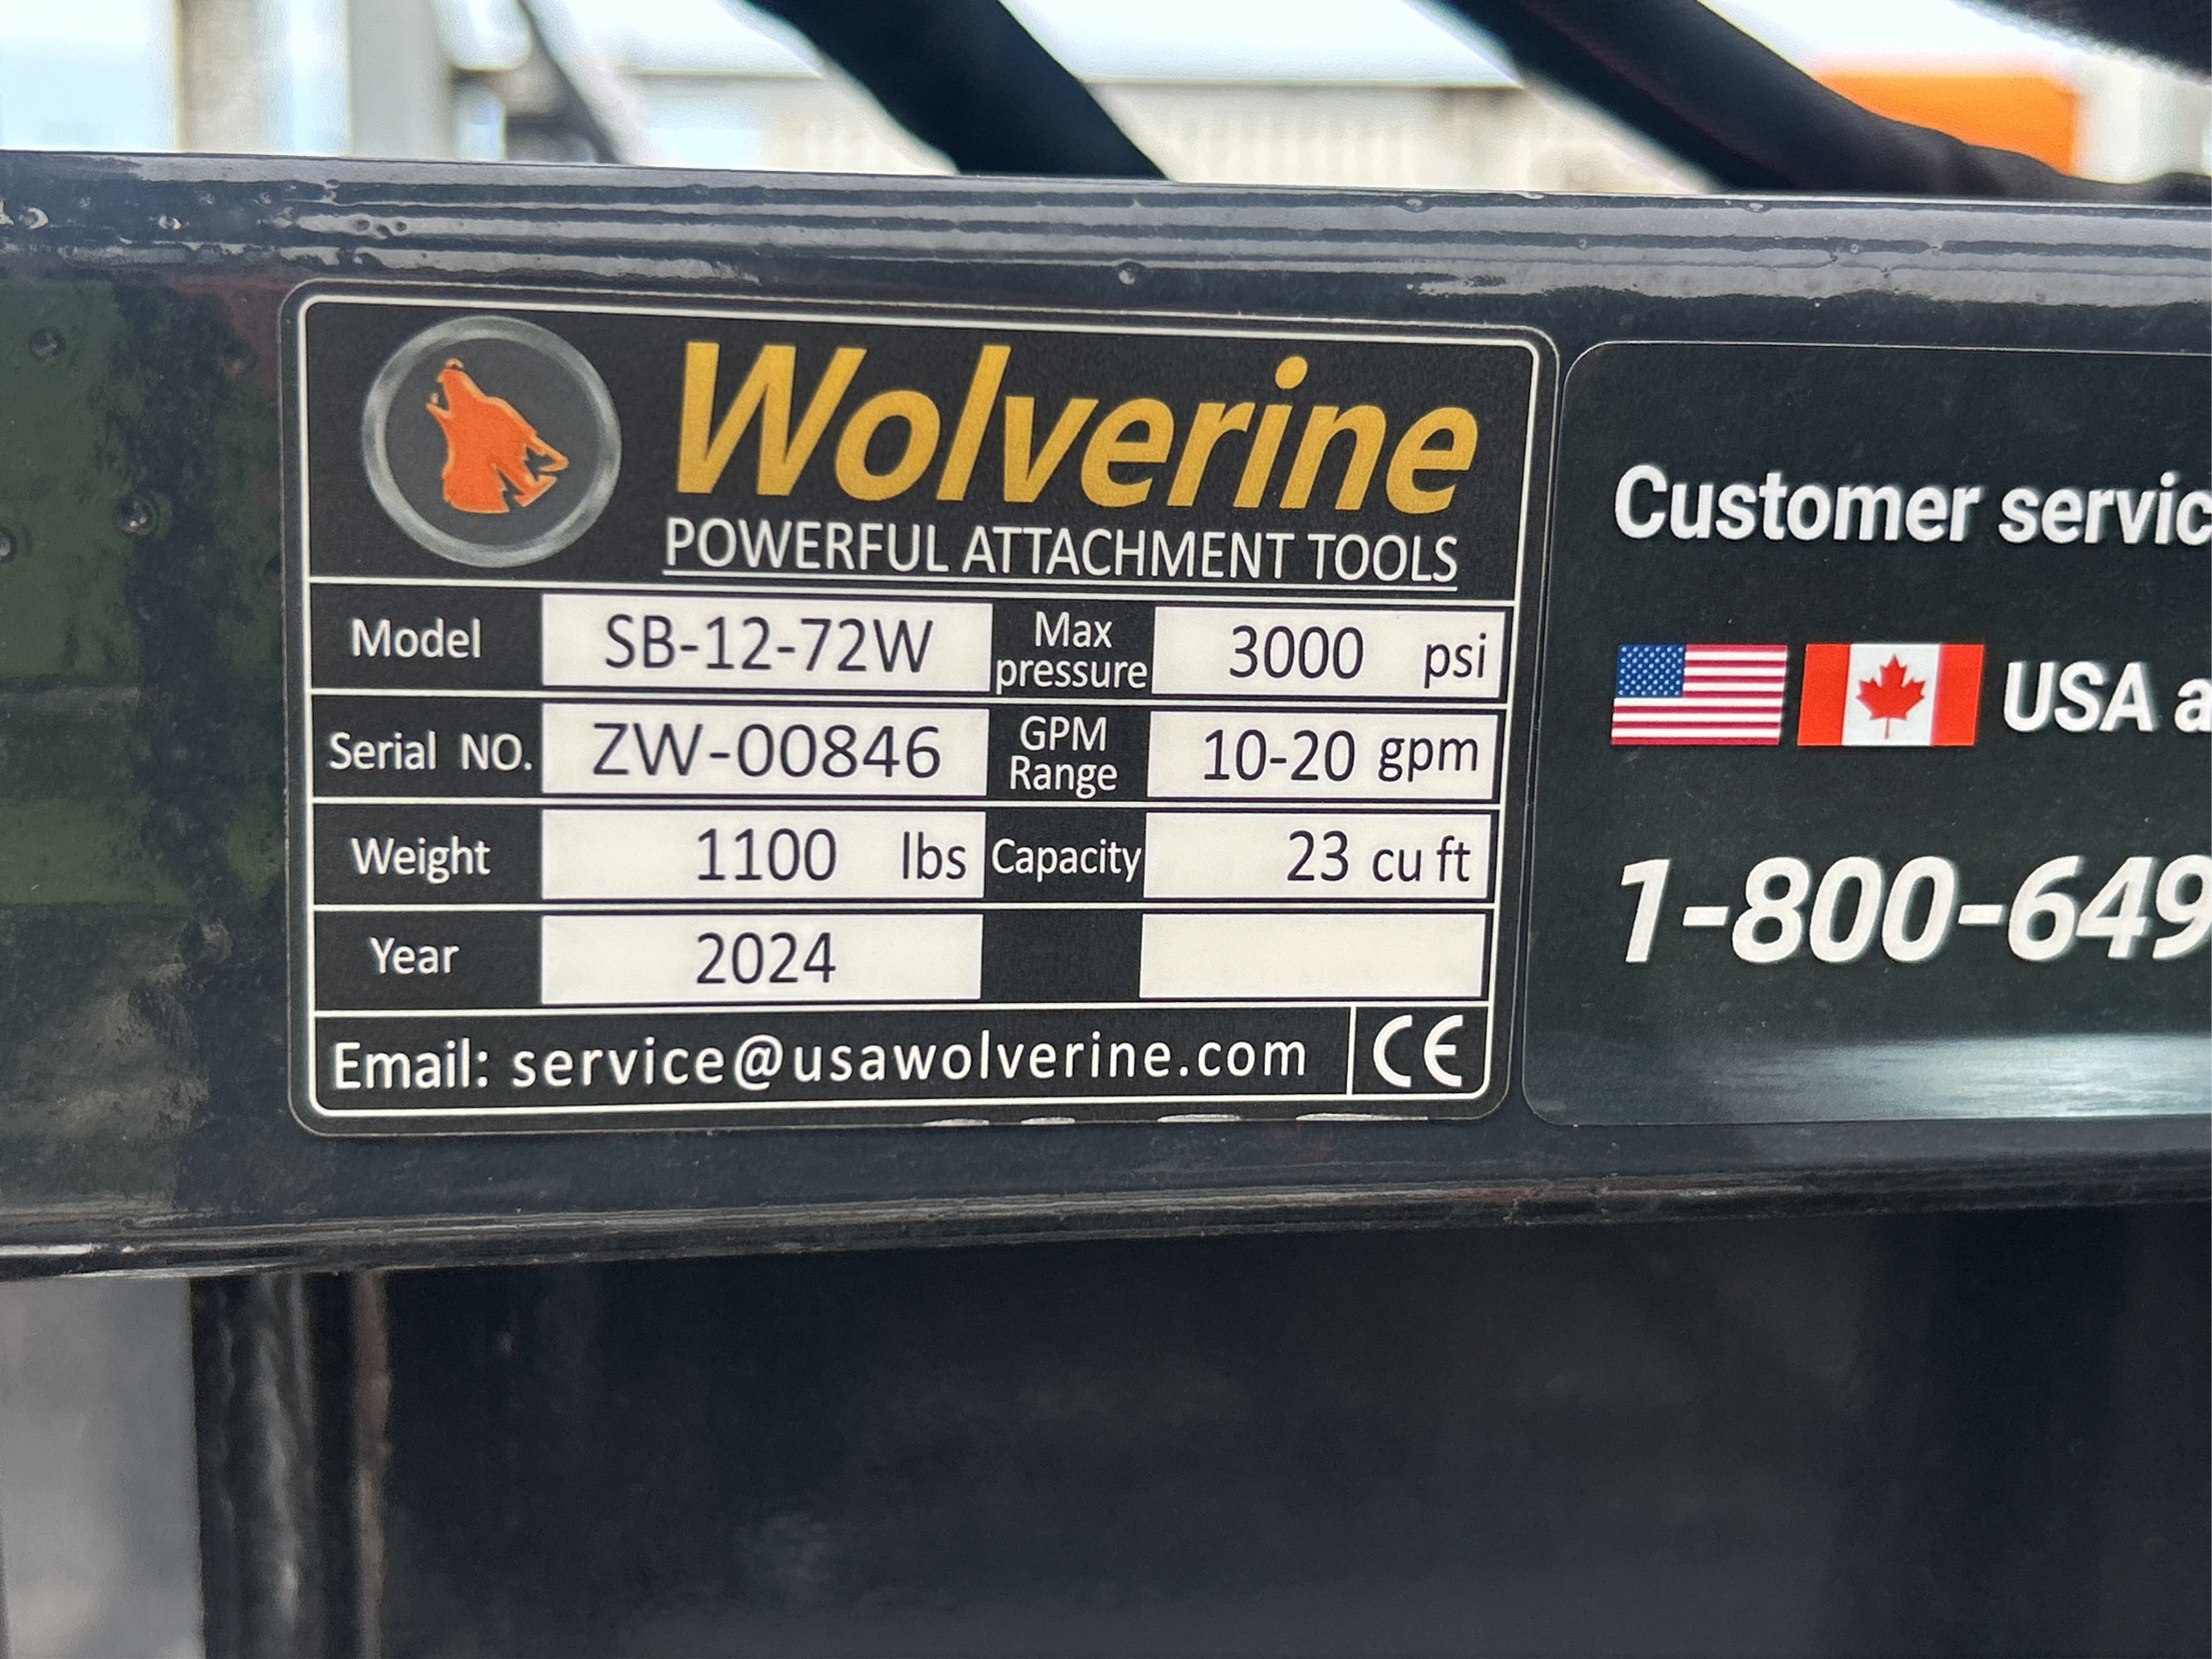 Wolverine
POWERFUL ATTACHMENT TOOLS
Model SB-12-72W Max pressure 3000 psi
Serial NO. ZW-00846 GPM Range 10-20 gpm
Weight 1100 lbs Capacity 23 cu ft
Year 2024
Email: service@usawolverine.com CE
Customer servic
USA a
1-800-649